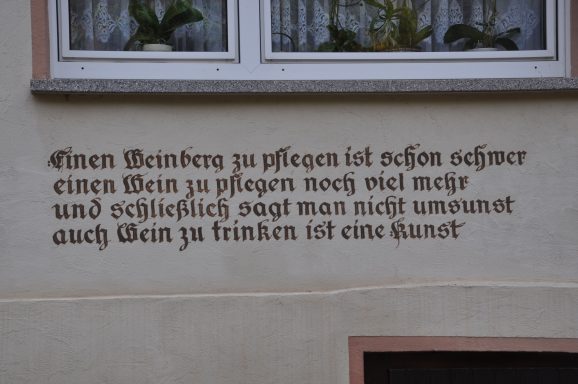 Einen Weinberg zu pflegen ist schon schwer
einen Wein zu pflegen noch viel mehr
und schließlich sagt man nicht umsunst
auch Wein zu trinken ist eine Kunst